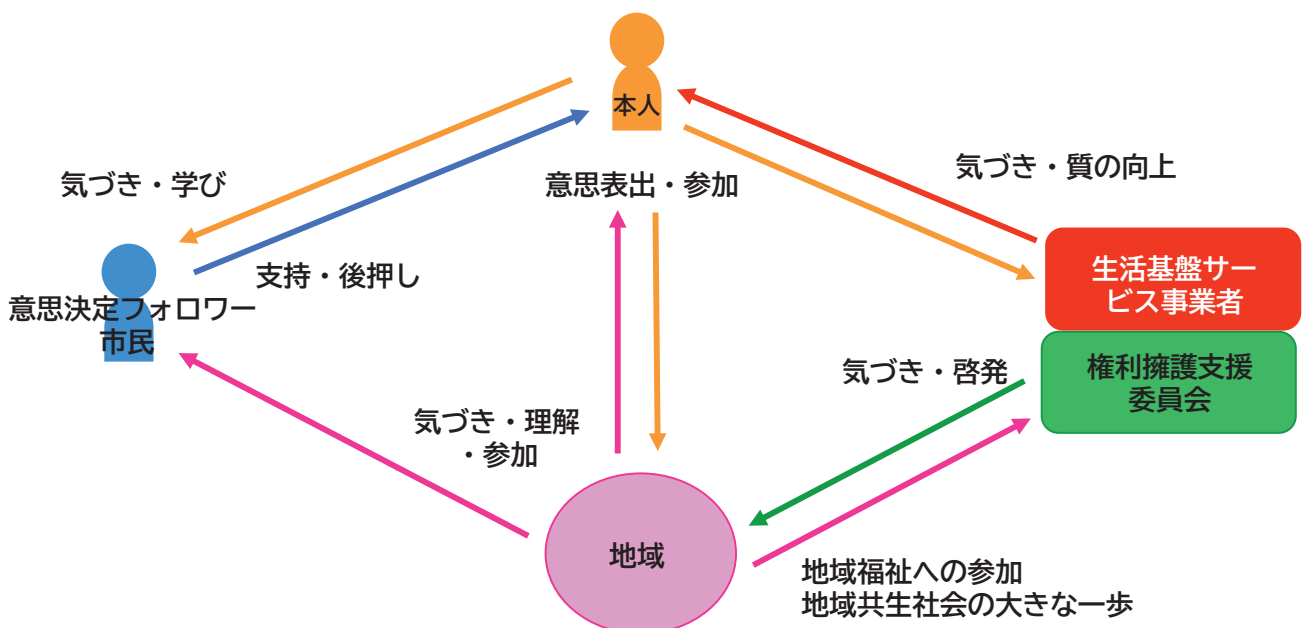 本人
気づき・質の向上
気づき・学び
意思表出・参加
支持・後押し
生活基盤サー
ビス事業者
意思決定フォロワー
市民
気づき・啓発
権利擁護支援
委員会
気づき・理解
・参加
地域
地域福祉への参加
地域共生社会の大きな一歩